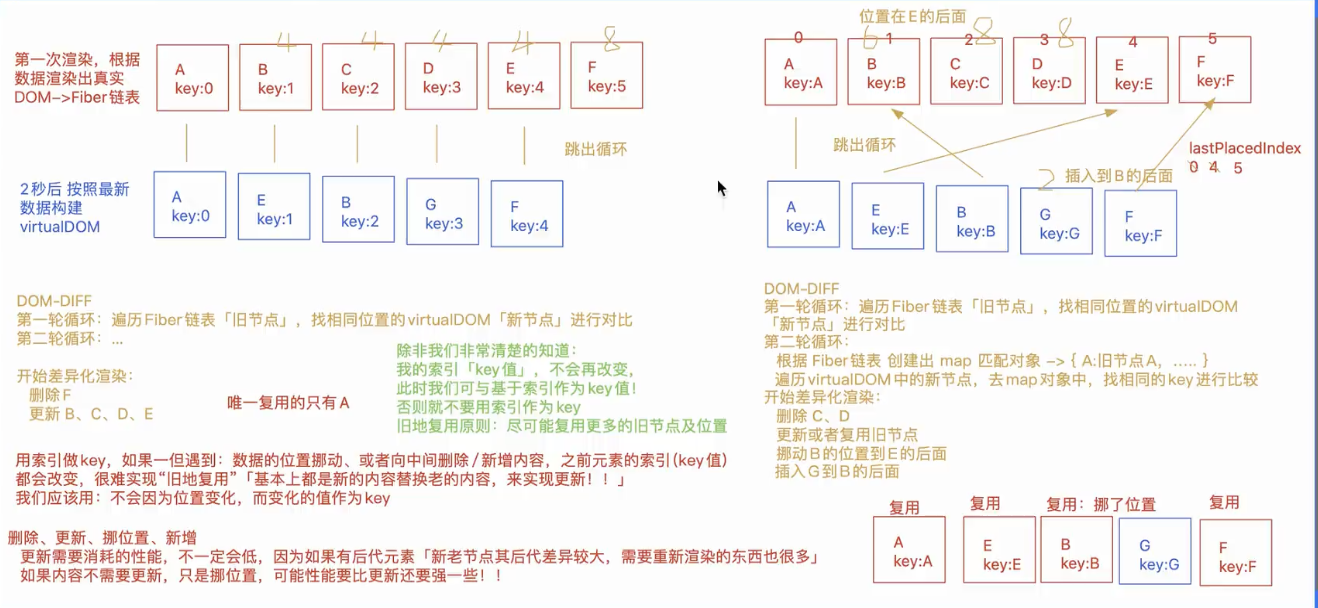 第一次渲染，根据
数据渲染出真实
DOM->Fiber链表
4
4
4
4
8
A
key:0
B
key:1
C
key:2
D
key:3
E
key:4
F
key:5
跳出循环
2秒后 按照最新
数据构建
virtualDOM
A
key:0
E
key:1
B
key:2
G
key:3
F
key:4
DOM-DIFF
第一轮循环：遍历Fiber链表「旧节点」，找相同位置的virtualDOM「新节点」进行对比
第二轮循环：...
开始差异化渲染：
删除F
更新 B、C、D、E
唯一复用的只有A
除非我们非常清楚的知道：
我的索引「key值」，不会再改变，
此时我们可与基于索引作为key值！
否则就不要用索引作为key
旧地复用原则：尽可能复用更多的旧节点及位置
用索引做key，如果一但遇到：数据的位置挪动、或者向中间删除/新增内容，之前元素的索引(key值)
都会改变，很难实现“旧地复用”「基本上都是新的内容替换老的内容，来实现更新！！」
我们应该用：不会因为位置变化，而变化的值作为key
删除、更新、挪位置、新增
更新需要消耗的性能，不一定会低，因为如果有后代元素「新老节点其后代差异较大，需要重新渲染的东西也很多」
如果内容不需要更新，只是挪位置，可能性能要比更新还要强一些！！
位置在E的后面
0
6
1
2
8
3
8
4
5
A
key:A
B
key:B
C
key:C
D
key:D
E
key:E
F
key:F
跳出循环
lastPlacedIndex
0 4 5
2
插入到B的后面
A
key:A
E
key:E
B
key:B
G
key:G
F
key:F
DOM-DIFF
第一轮循环：遍历Fiber链表「旧节点」，找相同位置的virtualDOM
「新节点」进行对比
第二轮循环：
根据 Fiber链表 创建出 map 匹配对象 -> { A:旧节点A，..... }
遍历virtualDOM中的新节点，去map对象中，找相同的key进行比较
开始差异化渲染：
删除 C、D
更新或者复用旧节点
挪动B的位置到E的后面
插入G到B的后面
复用
复用
复用：挪了位置
复用
A
key:A
E
key:E
B
key:B
G
key:G
F
key:F